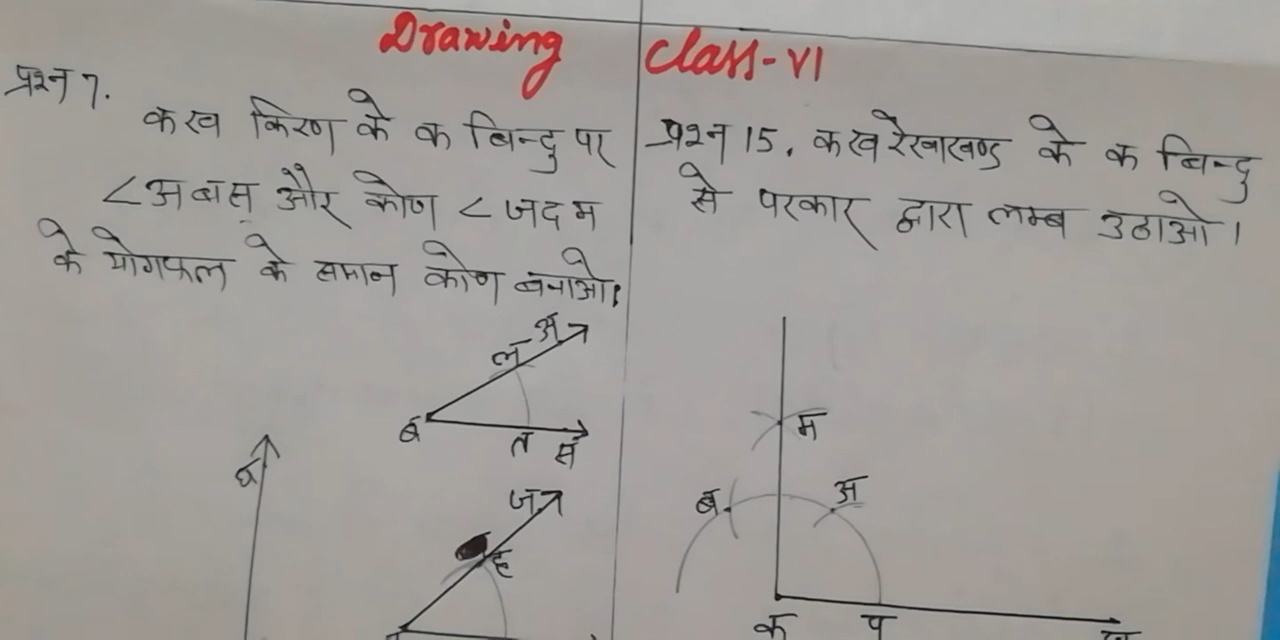 Drawing Class-VI
प्रश्न 7.
कख किरण के क बिन्दु पर
<अबस और कोण <जदम
के योगफल के समान कोण बनाओ।
अ
ल
ब
त स
ज
ह
प्रश्न 15. कख रेखाखण्ड के क बिन्दु
से परकार द्वारा लम्ब उठाओ।
म
ब
अ
क प